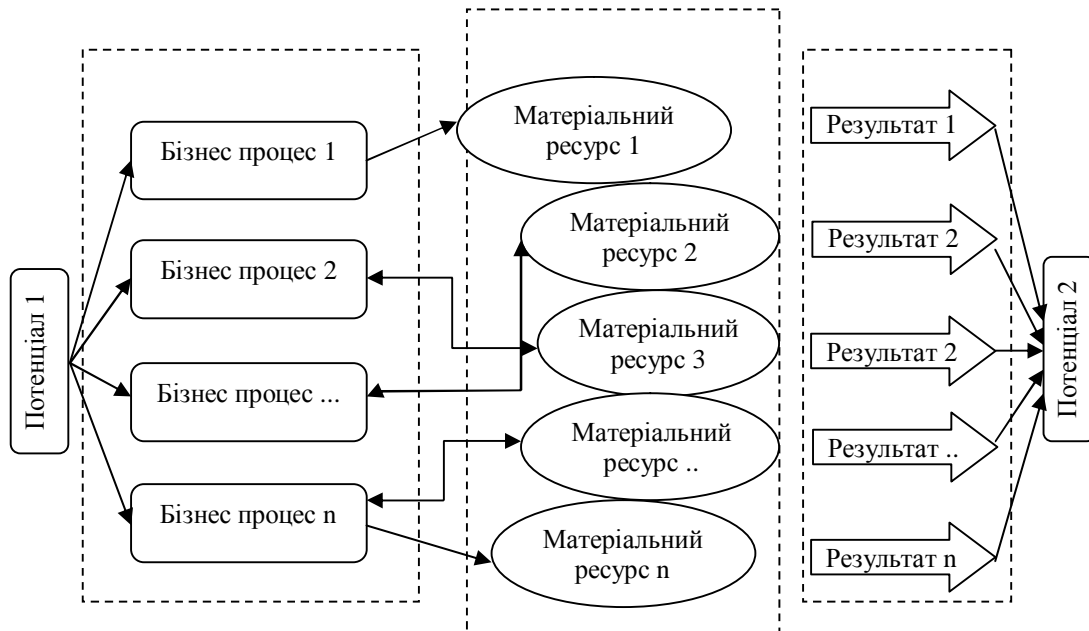 Потенціал 1
Бізнес процес 1
Бізнес процес 2
Бізнес процес ...
Бізнес процес n
Матеріальний
ресурс 1
Матеріальний
ресурс 2
Матеріальний
ресурс 3
Матеріальний
ресурс ..
Матеріальний
ресурс n
Результат 1
Результат 2
Результат 2
Результат ..
Результат n
Потенціал 2